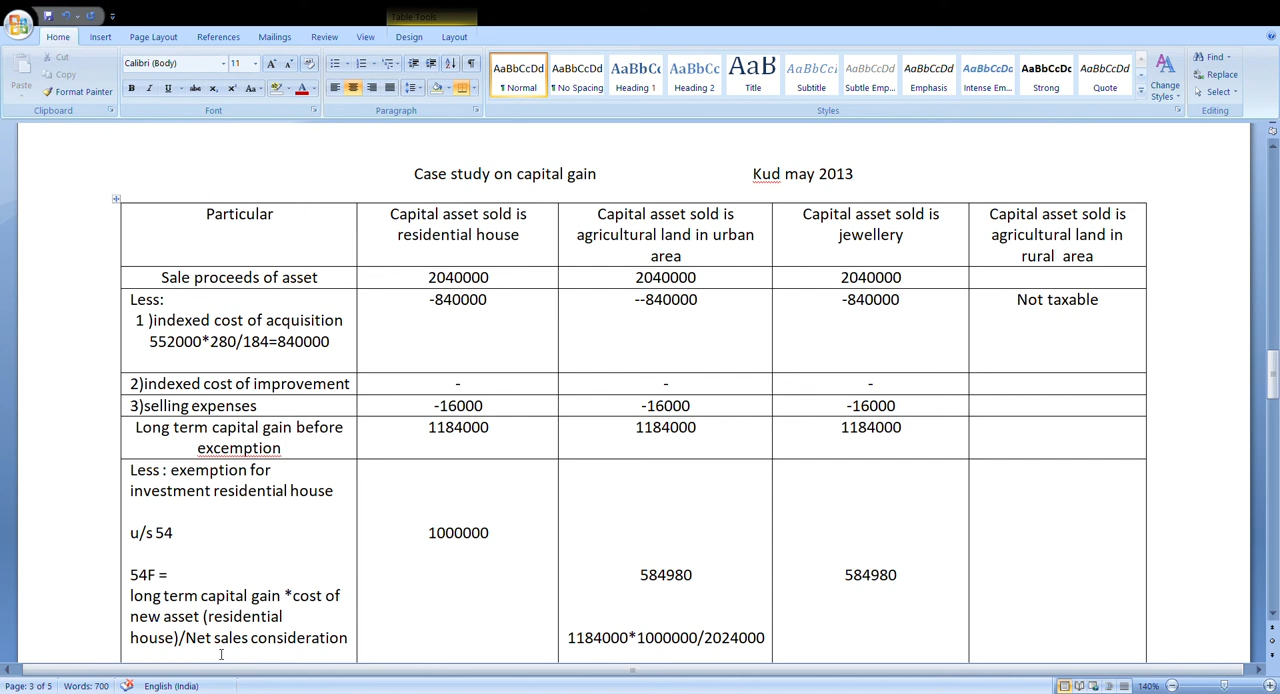 Table Tools
Home Insert Page Layout References Mailings Review View Design Layout
Paste
Cut
Copy
Format Painter
Clipboard
Calibri (Body) 11
Font
Paragraph
AaBbCcDd AaBbCcDd AaBbCc AaBbCc AaB AaBbCcI AaBbCcDd AaBbCcDd AaBbCcDc AaBbCcDc AaBbCcDd
¶ Normal ¶ No Spacing Heading 1 Heading 2 Title Subtitle Subtle Emp... Emphasis Intense Em... Strong Quote
Styles
Change
Styles
Find
Replace
Select
Editing
Case study on capital gain Kud may 2013
Particular
Capital asset sold is
residential house
Capital asset sold is
agricultural land in urban
area
Capital asset sold is
jewellery
Capital asset sold is
agricultural land in
rural area
Sale proceeds of asset 2040000 2040000 2040000
Less:
1 )indexed cost of acquisition
552000*280/184=840000
-840000 --840000 -840000 Not taxable
2)indexed cost of improvement - - -
3)selling expenses -16000 -16000 -16000
Long term capital gain before
excemption
1184000 1184000 1184000
Less : exemption for
investment residential house
u/s 54 1000000
54F = 584980 584980
long term capital gain *cost of
new asset (residential
house)/Net sales consideration 1184000*1000000/2024000
Page: 3 of 5 Words: 700 English (India) 140%